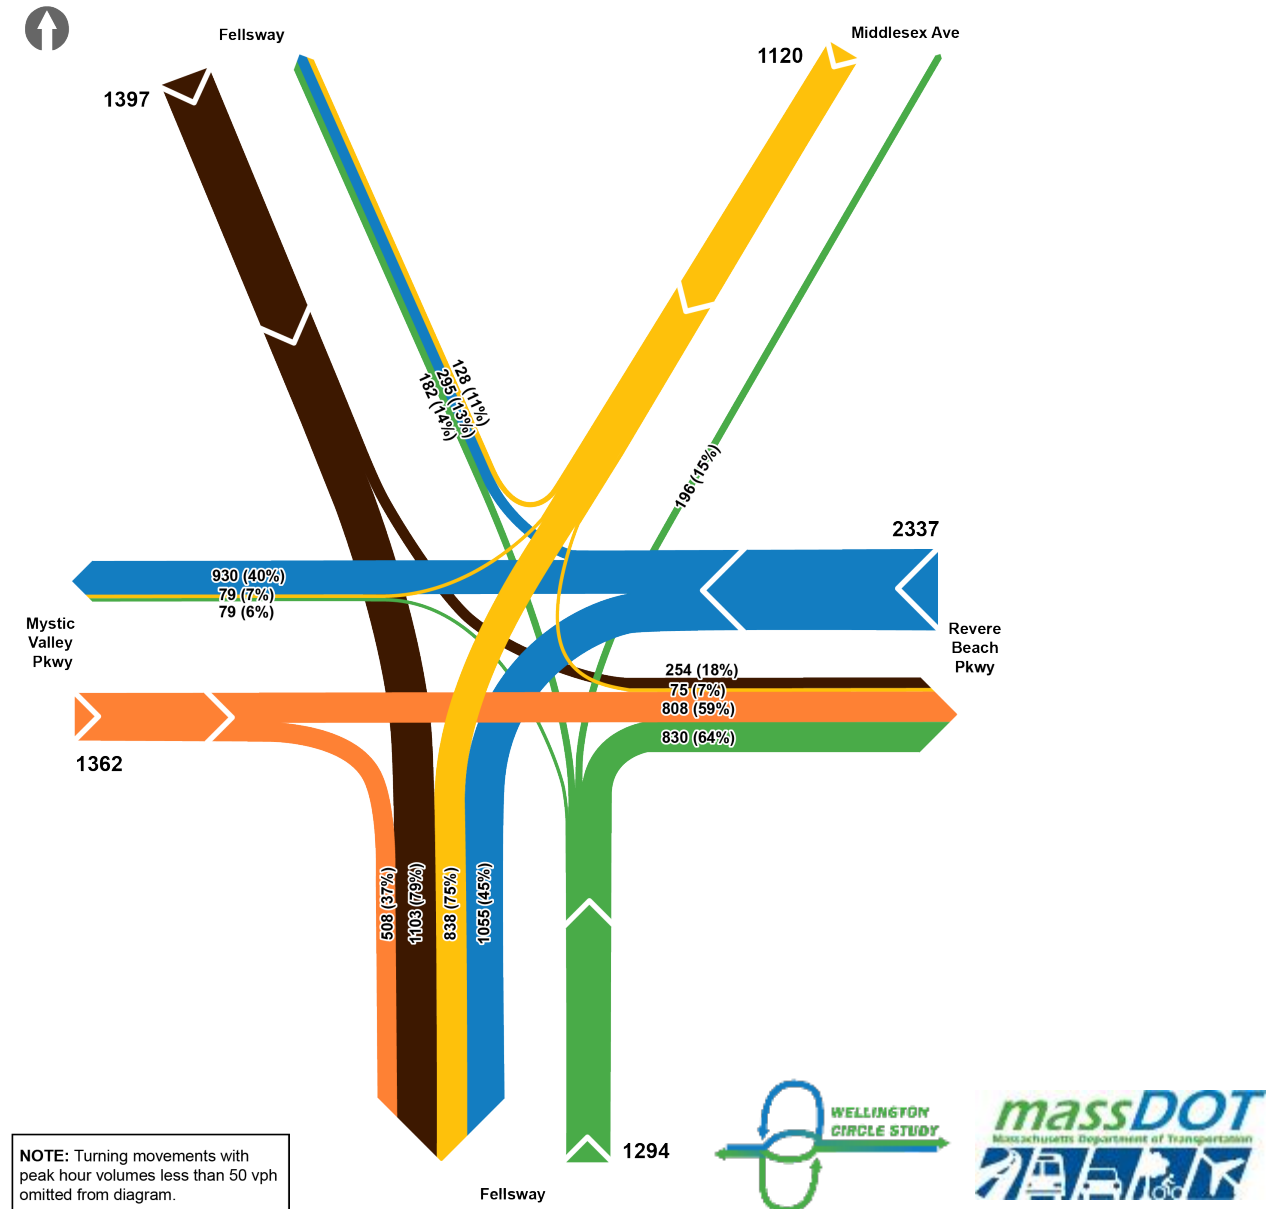 Fellsway
Middlesex Ave
1120
1397
128 (11%)
295 (13%)
182 (14%)
196 (15%)
2337
930 (40%)
79 (7%)
79 (6%)
Mystic
Valley
Pkwy
Revere
Beach
Pkwy
254 (18%)
75 (7%)
808 (59%)
830 (64%)
1362
508 (37%)
1103 (79%)
838 (75%)
1055 (45%)
1294
Fellsway
NOTE: Turning movements with
peak hour volumes less than 50 vph
omitted from diagram.
WELLINGTON
CIRCLE STUDY
massDOT
Massachusetts Department of Transportation